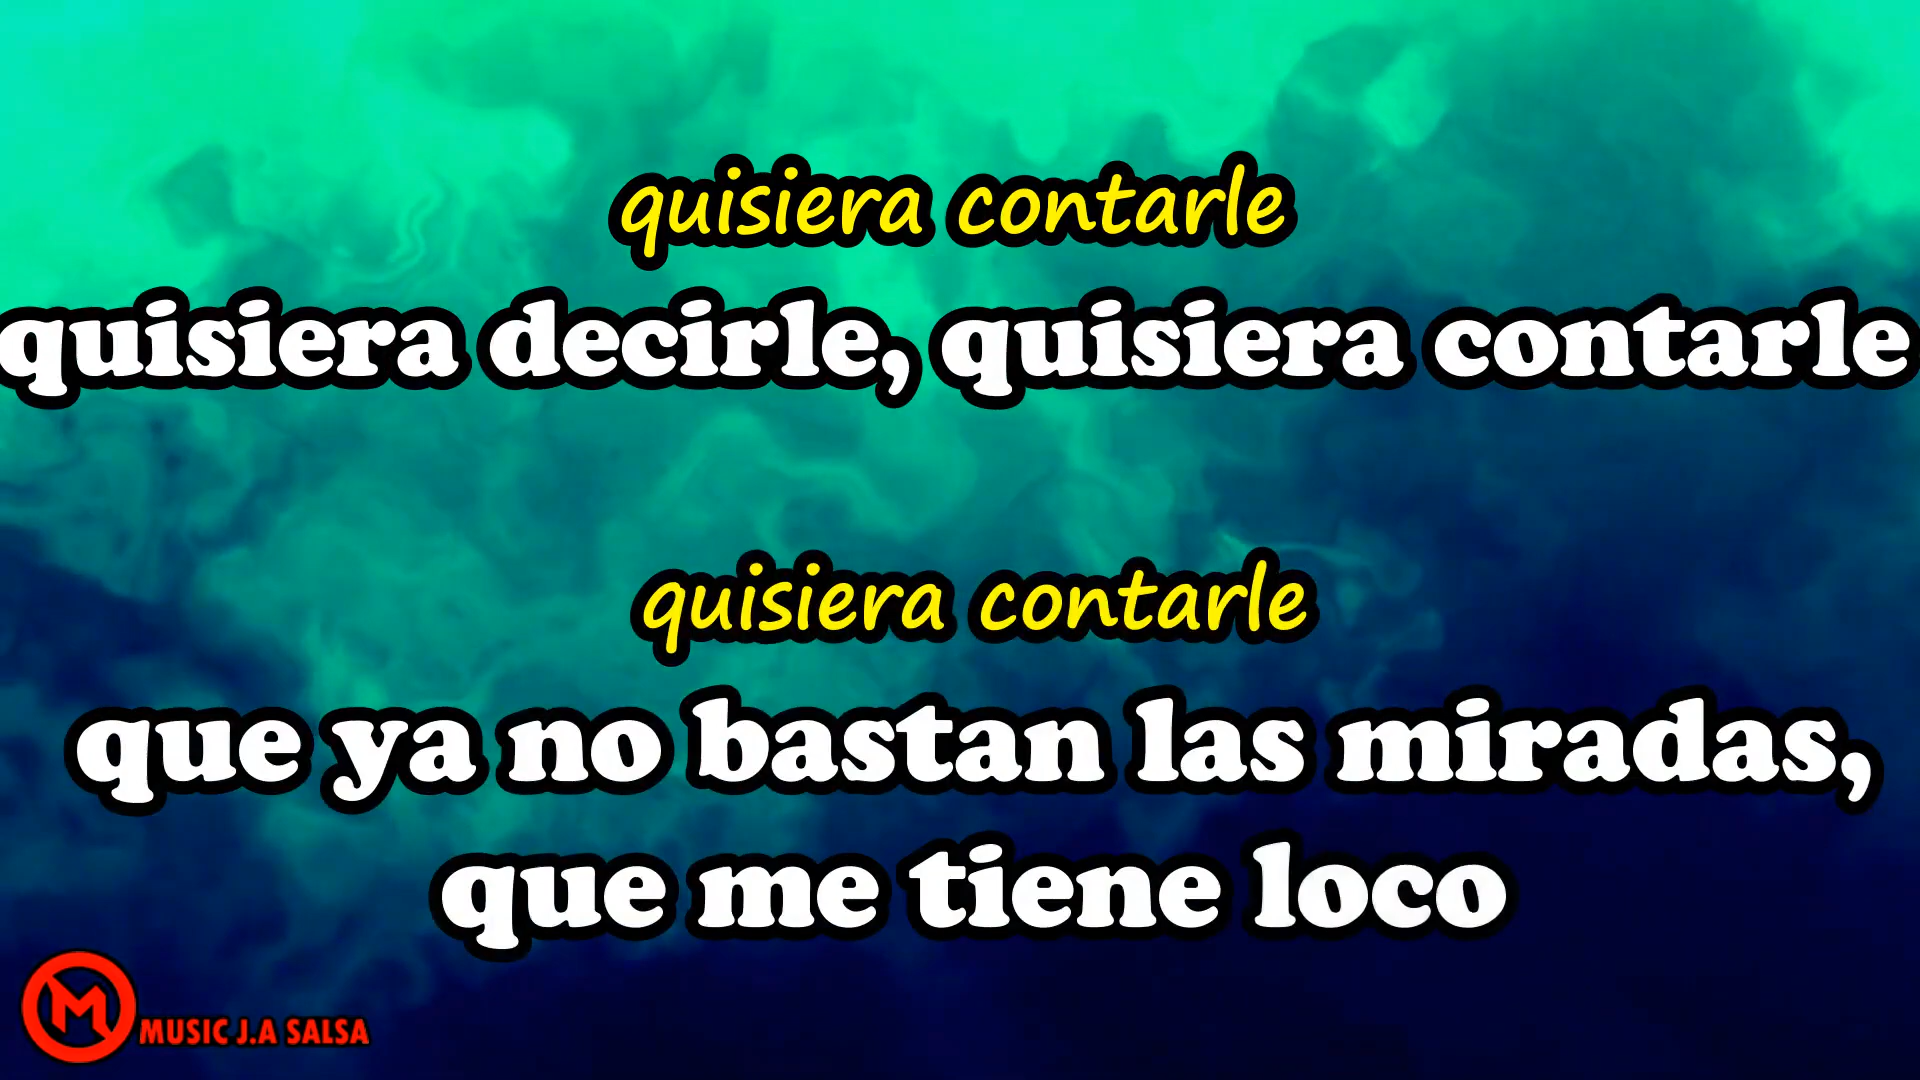 quisiera contarle
quisiera decirle, quisiera contarle
quisiera contarle
que ya no bastan las miradas,
que me tiene loco
MUSIC J.A SALSA